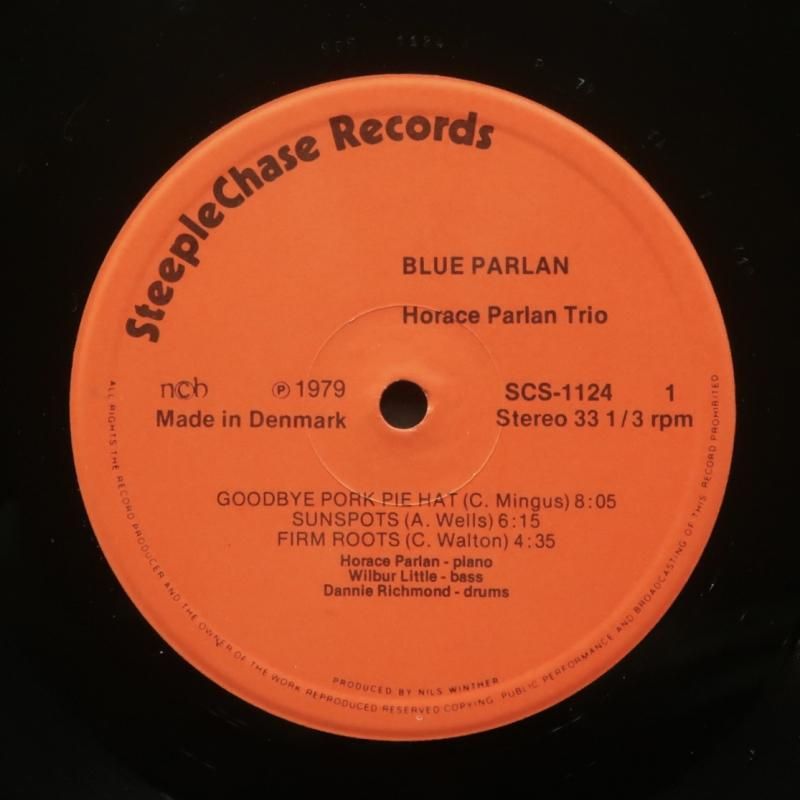 SteepleChase Records
BLUE PARLAN
Horace Parlan Trio
ncb ℗ 1979
Made in Denmark
SCS-1124 1
Stereo 33 1/3 rpm
GOODBYE PORK PIE HAT (C. Mingus) 8:05
SUNSPOTS (A. Wells) 6:15
FIRM ROOTS (C. Walton) 4:35
Horace Parlan - piano
Wilbur Little - bass
Dannie Richmond - drums
PRODUCED BY NILS WINTHER
ALL RIGHTS THE RECORD PRODUCER AND THE OWNER OF THE WORK REPRODUCED RESERVED COPYING, PUBLIC PERFORMANCE AND BROADCASTING OF THIS RECORD PROHIBITED